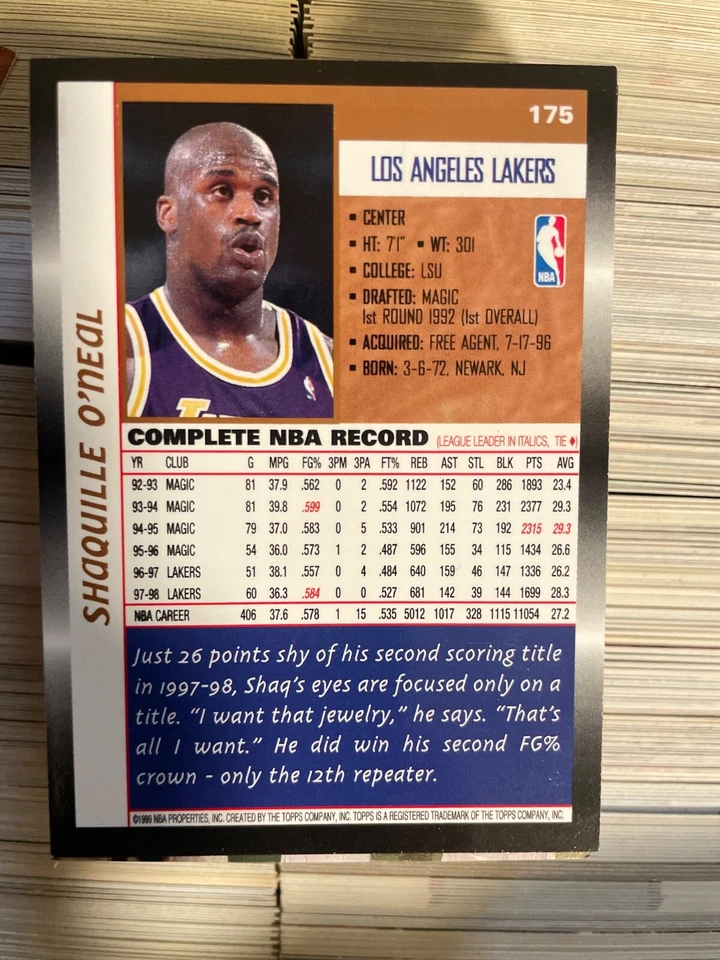 175
LOS ANGELES LAKERS
▪ CENTER
▪ HT: 7'1" ▪ WT: 301
▪ COLLEGE: LSU
▪ DRAFTED: MAGIC
1st ROUND 1992 (1st OVERALL)
▪ ACQUIRED: FREE AGENT, 7-17-96
▪ BORN: 3-6-72, NEWARK, NJ
NBA
SHAQUILLE O'NEAL
COMPLETE NBA RECORD (LEAGUE LEADER IN ITALICS, TIE ♦)
YR CLUB G MPG FG% 3PM 3PA FT% REB AST STL BLK PTS AVG
92-93 MAGIC 81 37.9 .562 0 2 .592 1122 152 60 286 1893 23.4
93-94 MAGIC 81 39.8 .599 0 2 .554 1072 195 76 231 2377 29.3
94-95 MAGIC 79 37.0 .583 0 5 .533 901 214 73 192 2315 29.3
95-96 MAGIC 54 36.0 .573 1 2 .487 596 155 34 115 1434 26.6
96-97 LAKERS 51 38.1 .557 0 4 .484 640 159 46 147 1336 26.2
97-98 LAKERS 60 36.3 .584 0 0 .527 681 142 39 144 1699 28.3
NBA CAREER 406 37.6 .578 1 15 .535 5012 1017 328 1115 11054 27.2
Just 26 points shy of his second scoring title
in 1997-98, Shaq's eyes are focused only on a
title. "I want that jewelry," he says. "That's
all I want." He did win his second FG%
crown - only the 12th repeater.
©1999 NBA PROPERTIES, INC. CREATED BY THE TOPPS COMPANY, INC. TOPPS IS A REGISTERED TRADEMARK OF THE TOPPS COMPANY, INC.